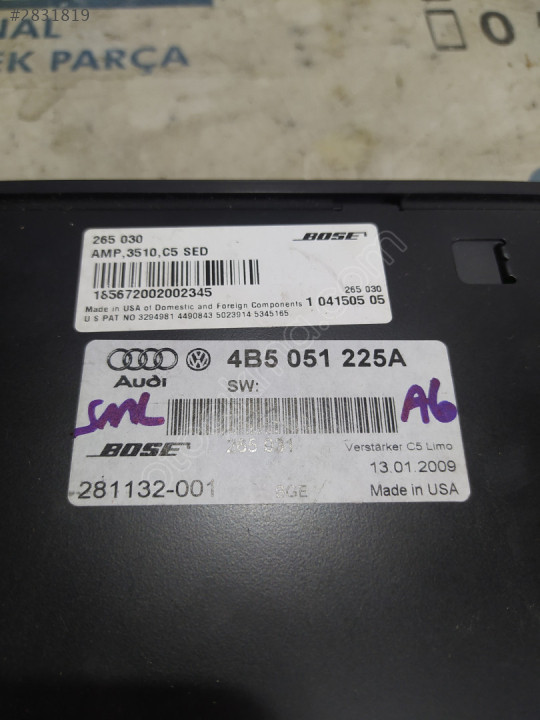 #2831819
NAL
EK PARÇA
265 030
BOSE
AMP,3510,C5 SED
185672002002345
265 030
Made in USA of Domestic and Foreign Components
1 041505 05
U S PAT NO 3294981 4490843 5023914 5345165
Audi
4B5 051 225A
SW:
SML
A6
BOSE
Verstärker C5 Limo
13.01.2009
281132-001
Made in USA